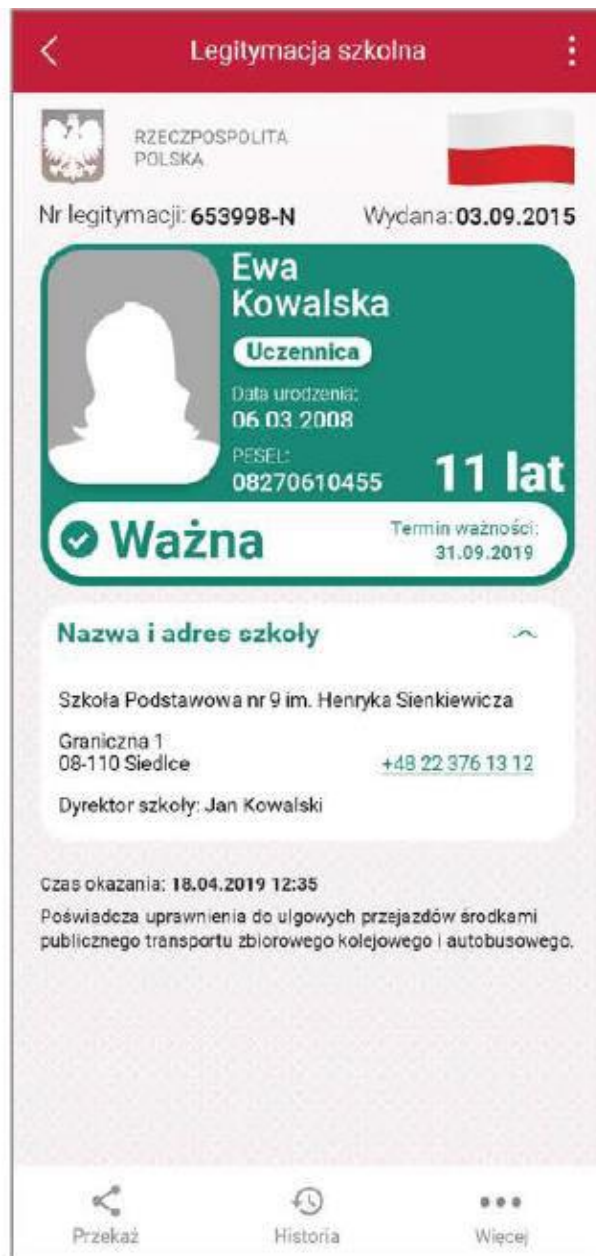 Legitymacja szkolna
RZECZPOSPOLITA
POLSKA
Nr legitymacji: 653998-N Wydana: 03.09.2015
Ewa
Kowalska
Uczennica
Data urodzenia:
06.03.2008
PESEL:
08270610455
11 lat
Ważna
Termin ważności:
31.09.2019
Nazwa i adres szkoły
Szkoła Podstawowa nr 9 im. Henryka Sienkiewicza
Graniczna 1
08-110 Siedlce
+48 22 376 13 12
Dyrektor szkoły: Jan Kowalski
Czas okazania: 18.04.2019 12:35
Poświadcza uprawnienia do ulgowych przejazdów środkami
publicznego transportu zbiorowego kolejowego i autobusowego.
Przekaż Historia Więcej